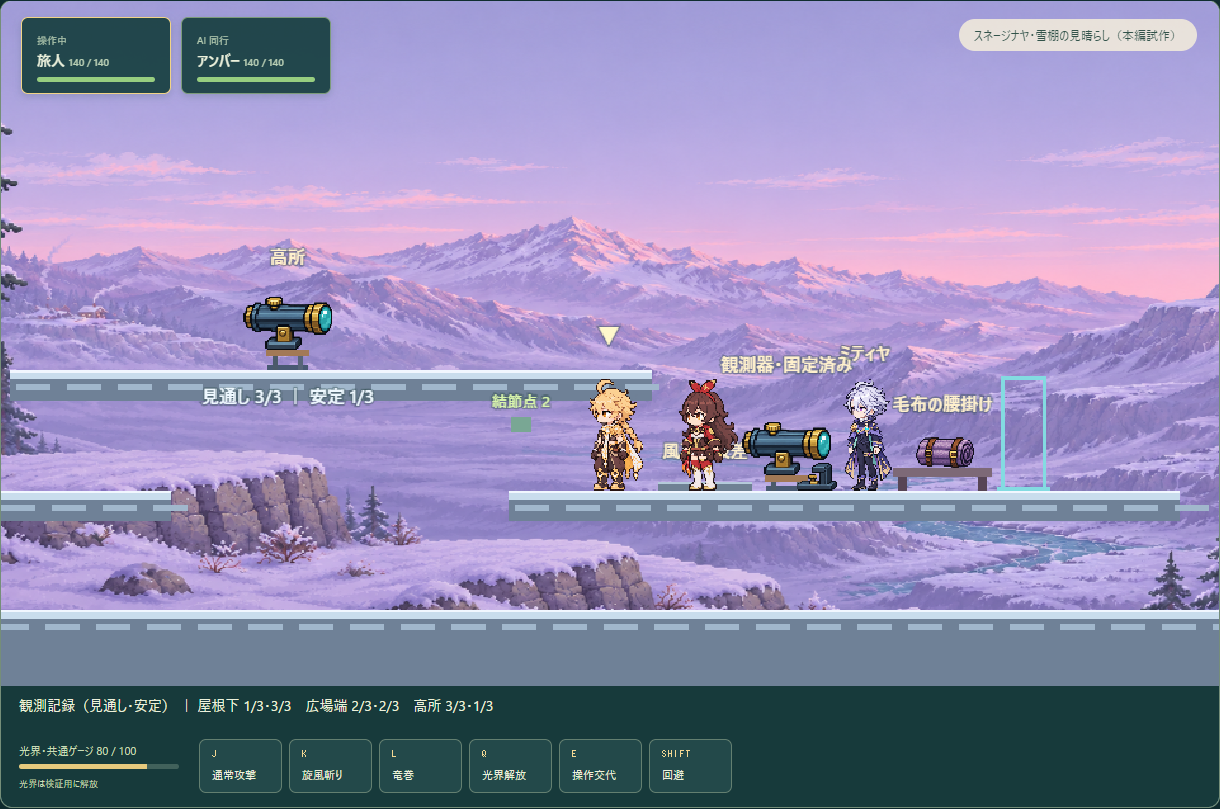 操作中
旅人 140 / 140
AI 同行
アンバー 140 / 140
スネージナヤ・雪棚の見晴らし（本編試作）
高所
見通し 3/3 ｜ 安定 1/3
結節点 2
観測器・固定済み
ミティヤ
毛布の腰掛け
風
差
観測記録（見通し・安定） ｜ 屋根下 1/3・3/3 広場端 2/3・2/3 高所 3/3・1/3
光界・共通ゲージ 80 / 100
光界は検証用に解放
J
通常攻撃
K
旋風斬り
L
竜巻
Q
光界解放
E
操作交代
SHIFT
回避